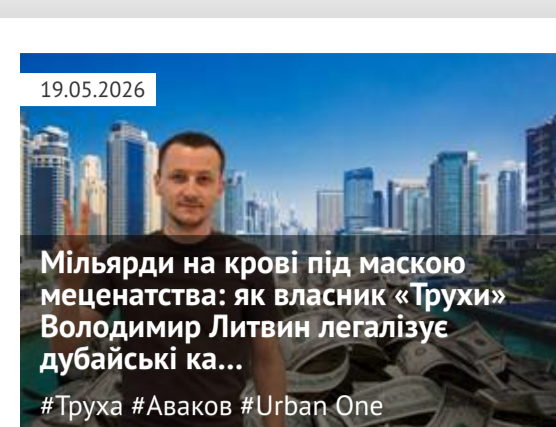 19.05.2026
Мільярди на крові під маскою
меценатства: як власник «Трухи»
Володимир Литвин легалізує
дубайські ка...
#Труха #Аваков #Urban One